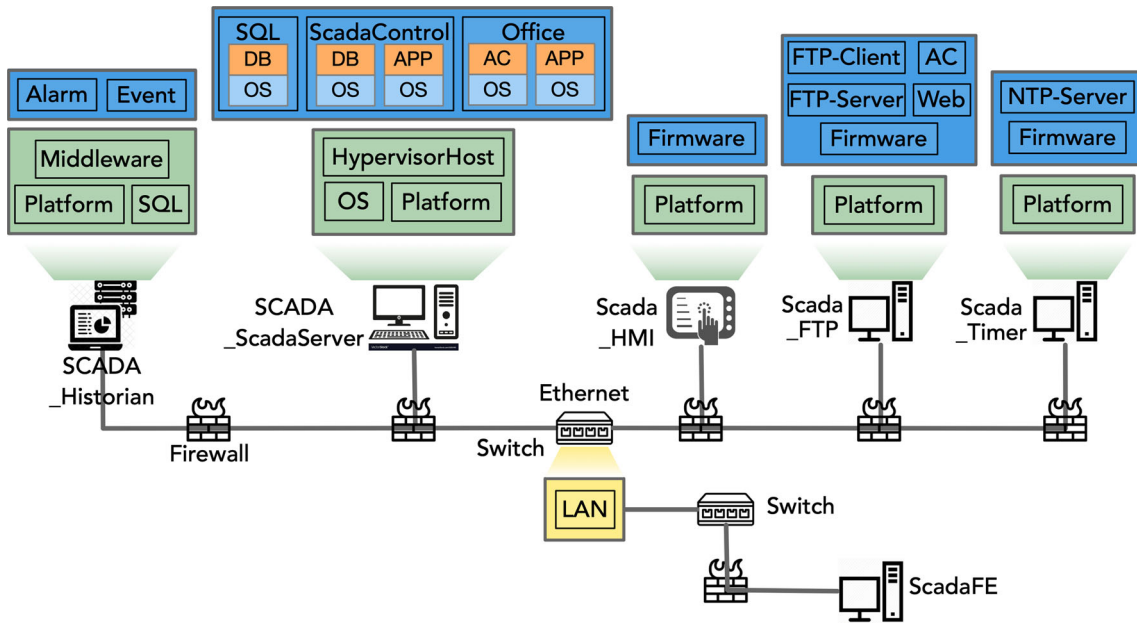 SQL
ScadaControl
Office
DB
DB
APP
AC
APP
OS
OS
OS
OS
OS
Alarm
Event
FTP-Client
AC
FTP-Server
Web
Firmware
NTP-Server
Firmware
Firmware
Middleware
Platform
SQL
HypervisorHost
OS
Platform
Platform
Platform
Platform
SCADA
_Historian
SCADA
_ScadaServer
Scada
_HMI
Scada
_FTP
Scada
_Timer
Firewall
Ethernet
Switch
LAN
Switch
ScadaFE